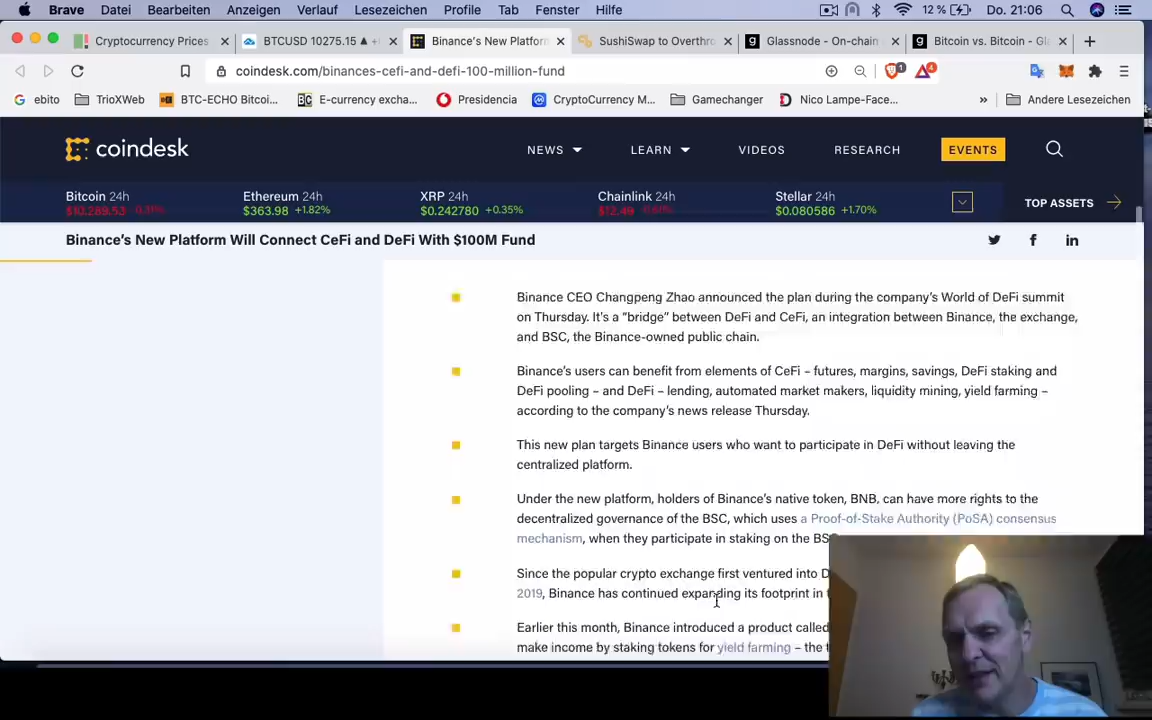 Brave Datei Bearbeiten Anzeigen Verlauf Lesezeichen Profile Tab Fenster Hilfe 12 % Do. 21:06
Cryptocurrency Prices BTCUSD 10275.15 ▲ Binance's New Platform SushiSwap to Overthro Glassnode - On-chain Bitcoin vs. Bitcoin - Gl
coindesk.com/binances-cefi-and-defi-100-million-fund 1 4
ebito TrioXWeb BTC-ECHO Bitcoi... E-currency excha... Presidencia CryptoCurrency M... Gamechanger Nico Lampe-Face... » Andere Lesezeichen
coindesk NEWS LEARN VIDEOS RESEARCH EVENTS
Bitcoin 24h Ethereum 24h XRP 24h Chainlink 24h Stellar 24h
$10,289.53 0.31% $363.98 +1.82% $0.242780 +0.35% $12.49 $0.080586 +1.70%
TOP ASSETS
Binance's New Platform Will Connect CeFi and DeFi With $100M Fund
Binance CEO Changpeng Zhao announced the plan during the company's World of DeFi summit
on Thursday. It's a “bridge” between DeFi and CeFi, an integration between Binance, the exchange,
and BSC, the Binance-owned public chain.
Binance's users can benefit from elements of CeFi – futures, margins, savings, DeFi staking and
DeFi pooling – and DeFi – lending, automated market makers, liquidity mining, yield farming –
according to the company's news release Thursday.
This new plan targets Binance users who want to participate in DeFi without leaving the
centralized platform.
Under the new platform, holders of Binance's native token, BNB, can have more rights to the
decentralized governance of the BSC, which uses a Proof-of-Stake Authority (PoSA) consensus
mechanism, when they participate in staking on the BS
Since the popular crypto exchange first ventured into D
2019, Binance has continued expanding its footprint in
Earlier this month, Binance introduced a product called
make income by staking tokens for yield farming – the